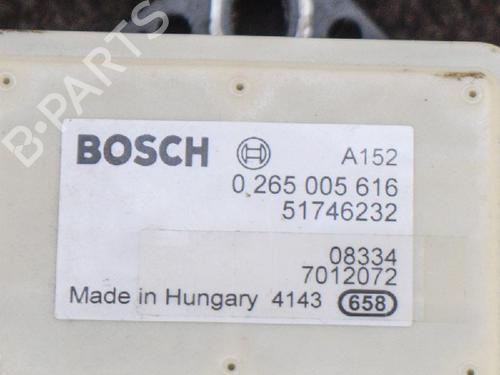 B-PARTS
BOSCH A152
0 265 005 616
51746232
08334
7012072
Made in Hungary 4143 658